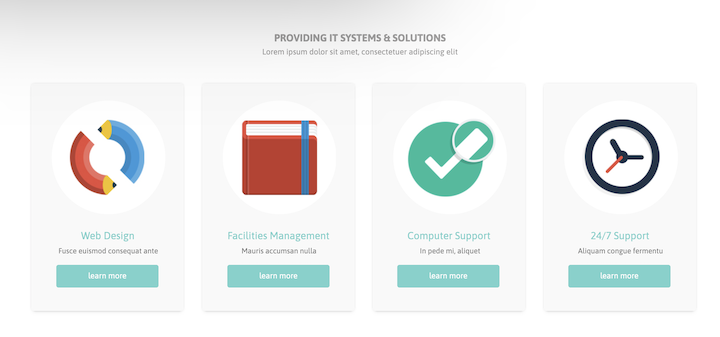 PROVIDING IT SYSTEMS & SOLUTIONS
Lorem ipsum dolor sit amet, consectetuer adipiscing elit
Web Design
Fusce euismod consequat ante
learn more
Facilities Management
Mauris accumsan nulla
learn more
Computer Support
In pede mi, aliquet
learn more
24/7 Support
Aliquam congue fermentu
learn more